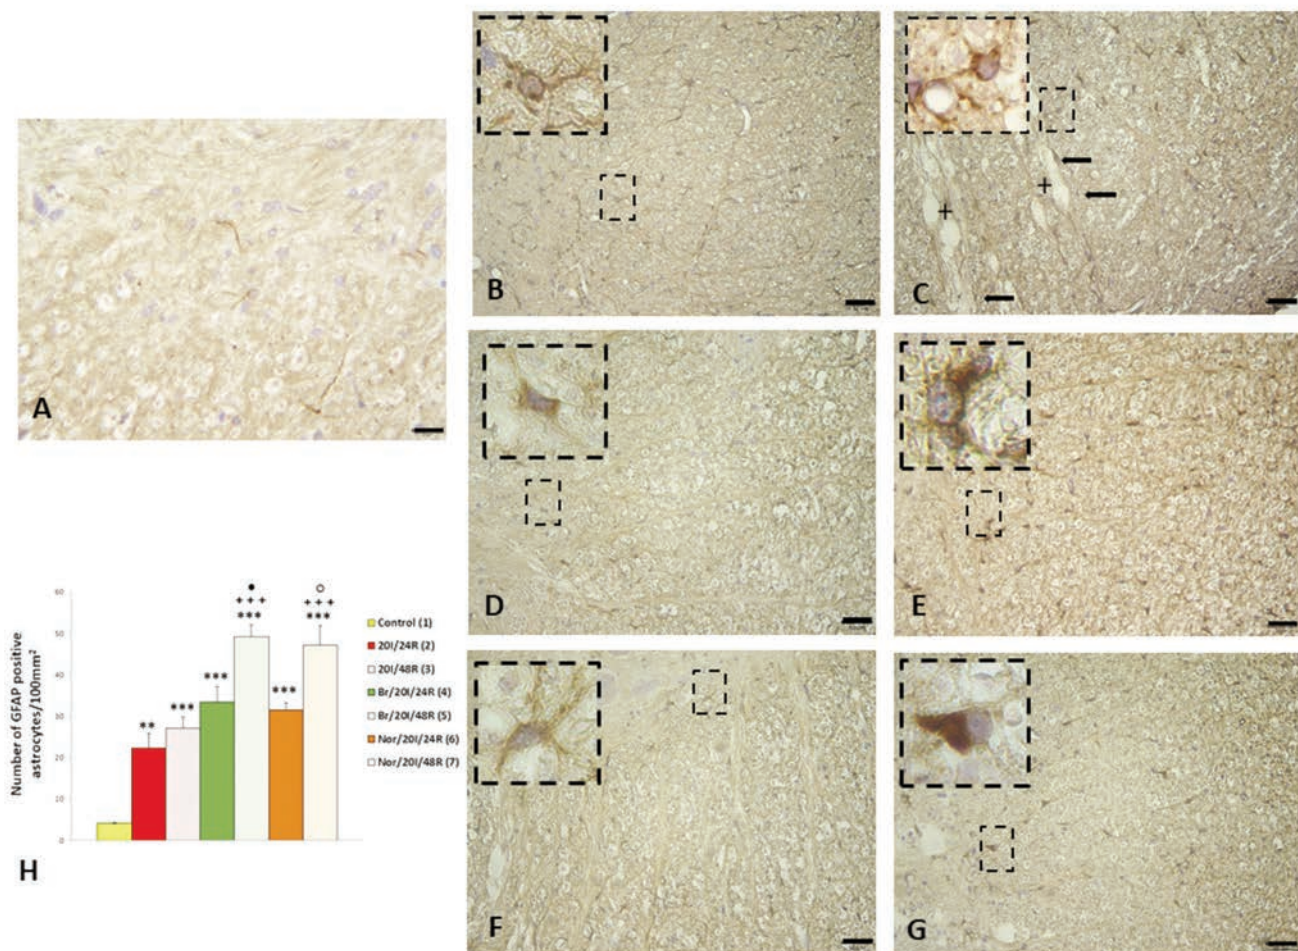 A
B
+
+
C
D
E
F
G
60
50
40
30
20
10
0
Number of GFAP positive
astrocytes/100mm²
**
***
***
●
+++
***
***
○
+++
***
Control (1)
20I/24R (2)
20I/48R (3)
Br/20I/24R (4)
Br/20I/48R (5)
Nor/20I/24R (6)
Nor/20I/48R (7)
H